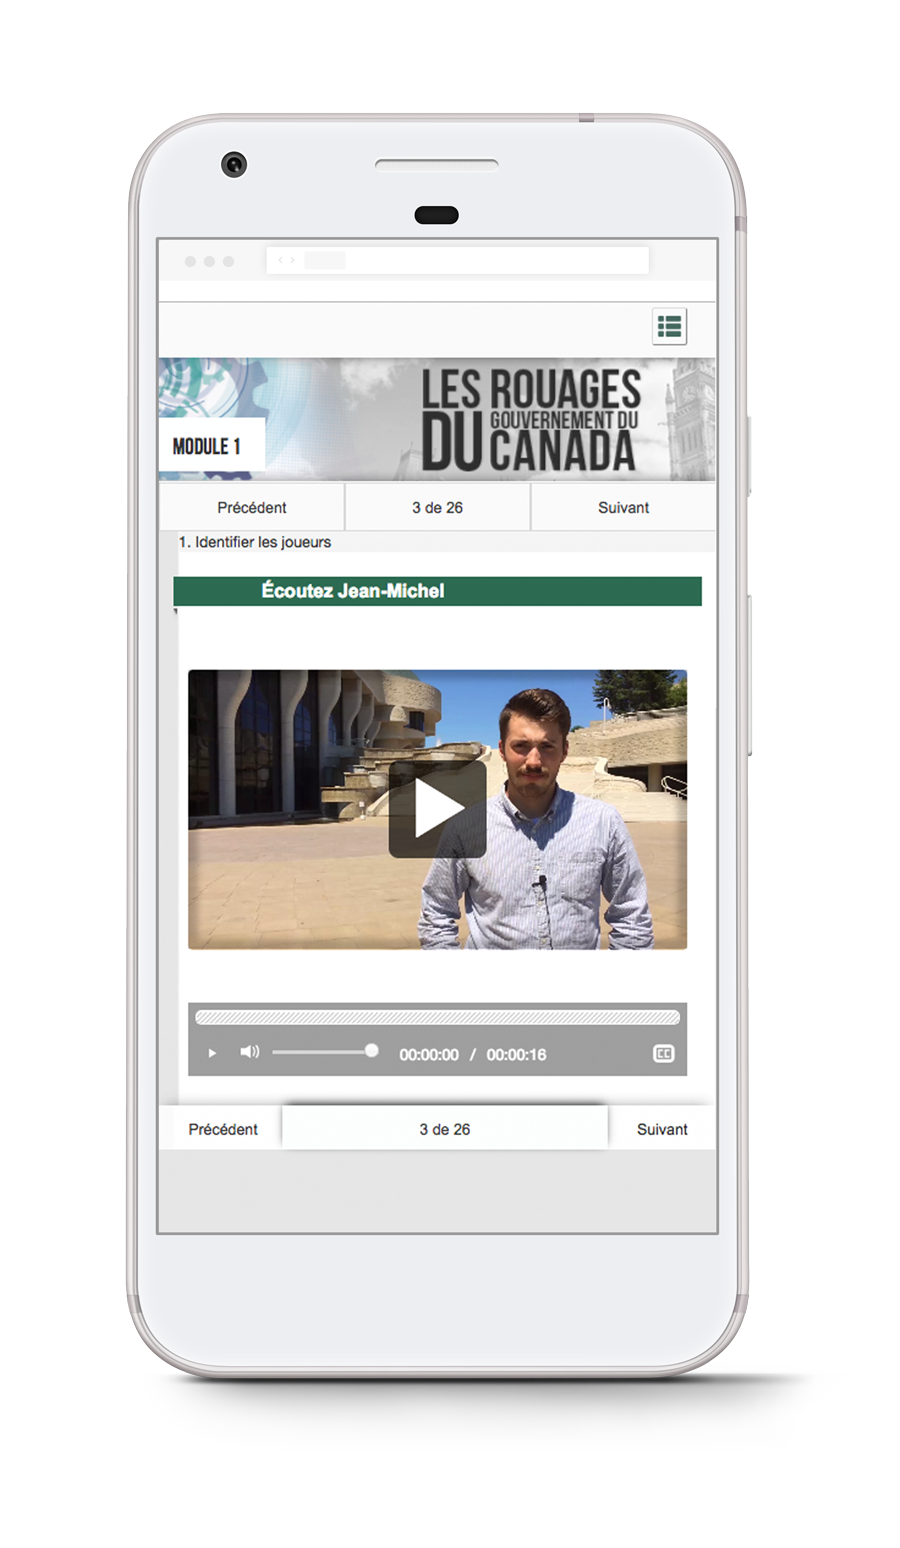 LES ROUAGES
DU GOUVERNEMENT DU
CANADA
MODULE 1
Précédent 3 de 26 Suivant
1. Identifier les joueurs
Écoutez Jean-Michel
00:00:00 / 00:00:16 CC
Précédent 3 de 26 Suivant